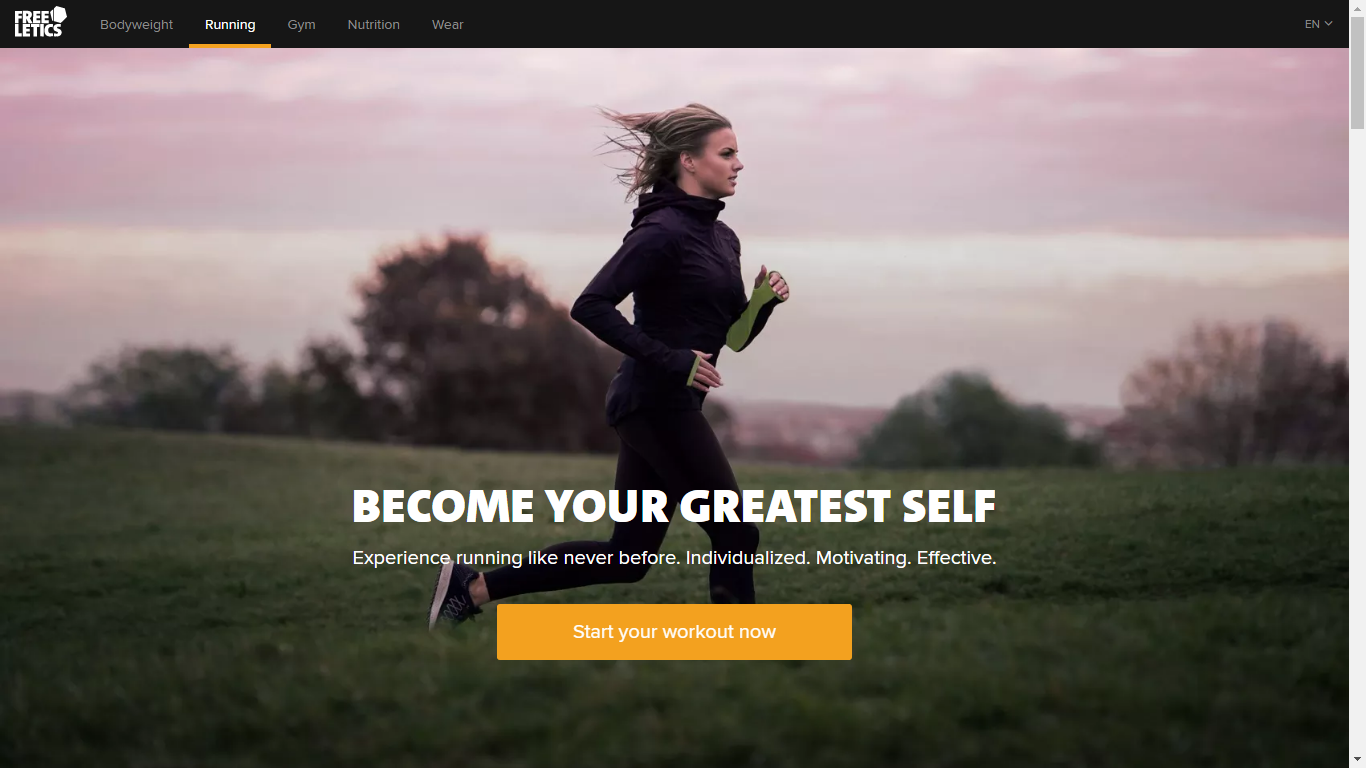 FREE
LETICS
Bodyweight
Running
Gym
Nutrition
Wear
EN
BECOME YOUR GREATEST SELF
Experience running like never before. Individualized. Motivating. Effective.
Start your workout now